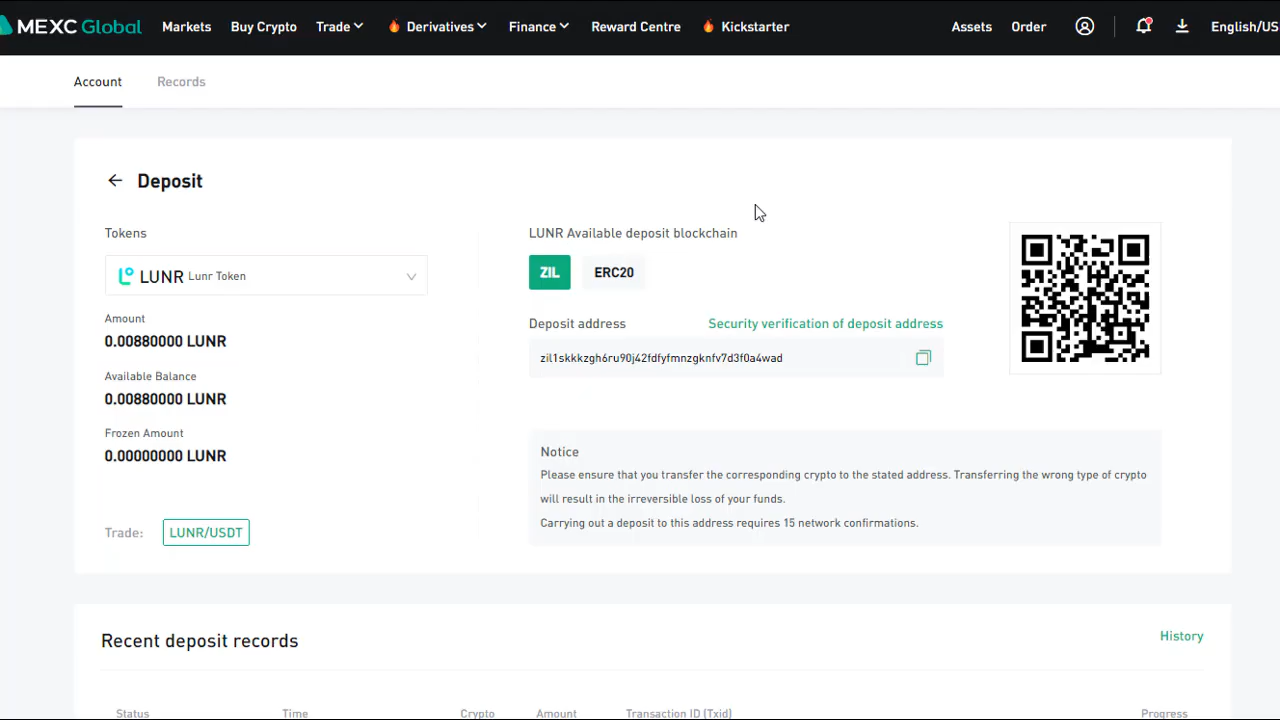 MEXC Global Markets Buy Crypto Trade Derivatives Finance Reward Centre Kickstarter Assets Order English/US
Account Records
Deposit
Tokens
LUNR Lunr Token
Amount
0.00880000 LUNR
Available Balance
0.00880000 LUNR
Frozen Amount
0.00000000 LUNR
Trade: LUNR/USDT
LUNR Available deposit blockchain
ZIL ERC20
Deposit address Security verification of deposit address
zil1skkkzgh6ru90j42fdfyfmnzgknfv7d3f0a4wad
Notice
Please ensure that you transfer the corresponding crypto to the stated address. Transferring the wrong type of crypto
will result in the irreversible loss of your funds.
Carrying out a deposit to this address requires 15 network confirmations.
Recent deposit records History
Status Time Crypto Amount Transaction ID (Txid) Progress